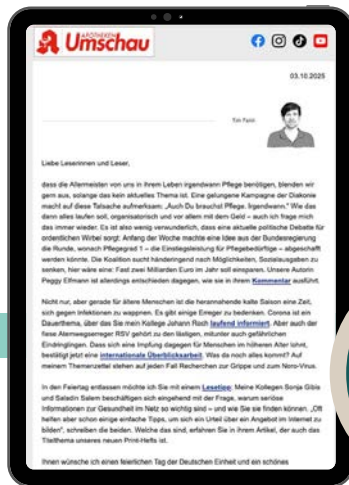 APOTHEKEN
Umschau
03.10.2025
Liebe Leserinnen und Leser,
dass die Allermeisten von uns in ihrem Leben irgendwann Pflege benötigen, blenden wir
gern aus, solange das kein aktuelles Thema ist. Eine gelungene Kampagne der Diakonie
macht auf diese Tatsache aufmerksam: „Auch Du brauchst Pflege. Irgendwann." Wie das
dann alles laufen soll, organisatorisch und vor allem mit dem Geld – auch ich frage mich
das immer wieder. Es ist also wenig verwunderlich, dass eine aktuelle politische Debatte für
ordentlichen Wirbel sorgt: Anfang der Woche machte eine Idee aus der Bundesregierung
die Runde, wonach Pflegegrad 1 – die Einstiegsleistung für Pflegebedürftige – abgeschafft
werden könnte. Die Koalition sucht händeringend nach Möglichkeiten, Sozialausgaben zu
senken, hier wäre eine: Fast zwei Milliarden Euro im Jahr soll einsparen. Unsere Autorin
Peggy Elfmann ist allerdings entschieden dagegen, wie sie in ihrem Kommentar ausführt.
Nicht nur, aber gerade für ältere Menschen ist die herannahende kalte Saison eine Zeit,
sich gegen Infektionen zu wappnen. Es gibt einige Erreger zu bedenken. Corona ist ein
Dauerthema, über das Sie mein Kollege Johann Roch laufend informiert. Aber auch der
fiese Atemwegserreger RSV gehört zu den lästigen, mitunter auch gefährlichen
Eindringlingen. Dass sich eine Impfung dagegen für Menschen im höheren Alter lohnt,
bestätigt jetzt eine internationale Überblicksarbeit. Was da noch alles kommt? Auf
meinem Themenzettel stehen auf jeden Fall Recherchen zur Grippe und zum Noro-Virus.
In den Feiertag entlassen möchte ich Sie mit einem Lesetipp: Meine Kollegen Sonja Gibis
und Saladin Salem beschäftigen sich eingehend mit der Frage, warum seriöse
Informationen zur Gesundheit im Netz so wichtig sind – und wie Sie sie finden können. „Oft
helfen aber schon einige einfache Tipps, um sich ein Urteil über ein Angebot im Internet zu
bilden", schreiben die beiden. Welche das sind, erfahren Sie in ihrem Artikel, der auch das
Titelthema unseres neuen Print-Hefts ist.
Ihnen wünsche ich einen feierlichen Tag der Deutschen Einheit und ein schönes